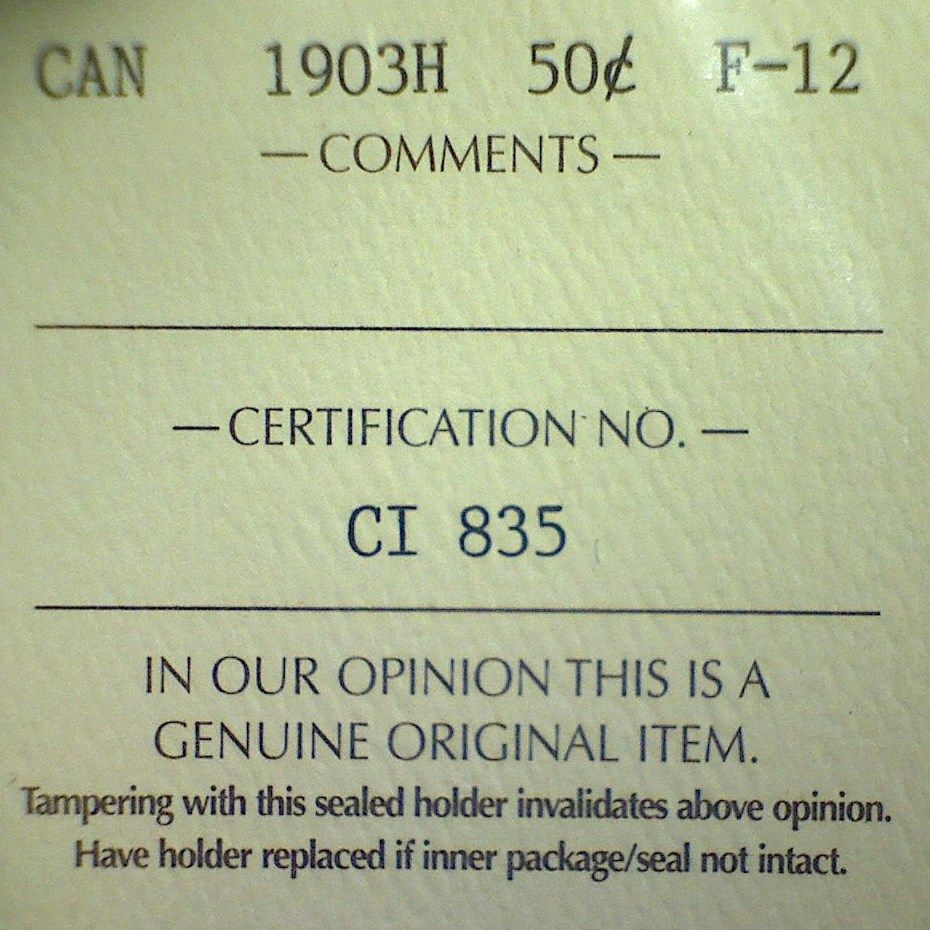 CAN 1903H 50¢ F-12
— COMMENTS —
— CERTIFICATION NO. —
CI 835
IN OUR OPINION THIS IS A
GENUINE ORIGINAL ITEM.
Tampering with this sealed holder invalidates above opinion.
Have holder replaced if inner package/seal not intact.